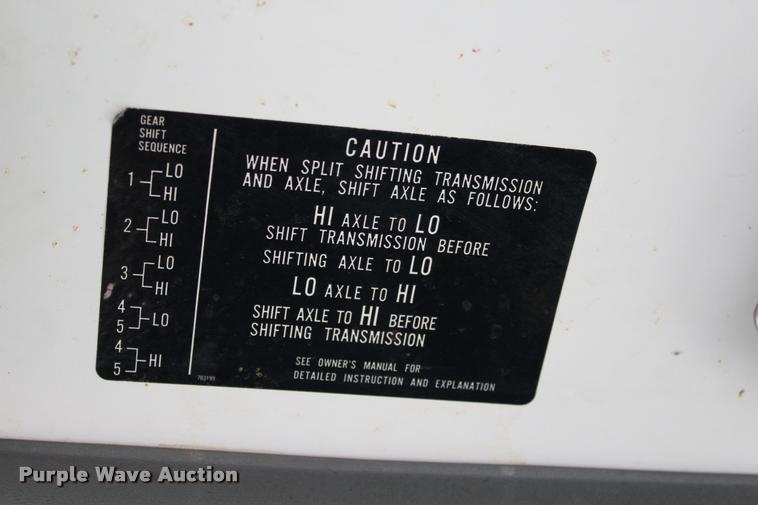 GEAR
SHIFT
SEQUENCE
1 LO
HI
2 LO
HI
3 LO
HI
4
5 LO
4
5 HI
CAUTION
WHEN SPLIT SHIFTING TRANSMISSION
AND AXLE, SHIFT AXLE AS FOLLOWS:
HI AXLE TO LO
SHIFT TRANSMISSION BEFORE
SHIFTING AXLE TO LO
LO AXLE TO HI
SHIFT AXLE TO HI BEFORE
SHIFTING TRANSMISSION
SEE OWNER'S MANUAL FOR
DETAILED INSTRUCTION AND EXPLANATION
Purple Wave Auction